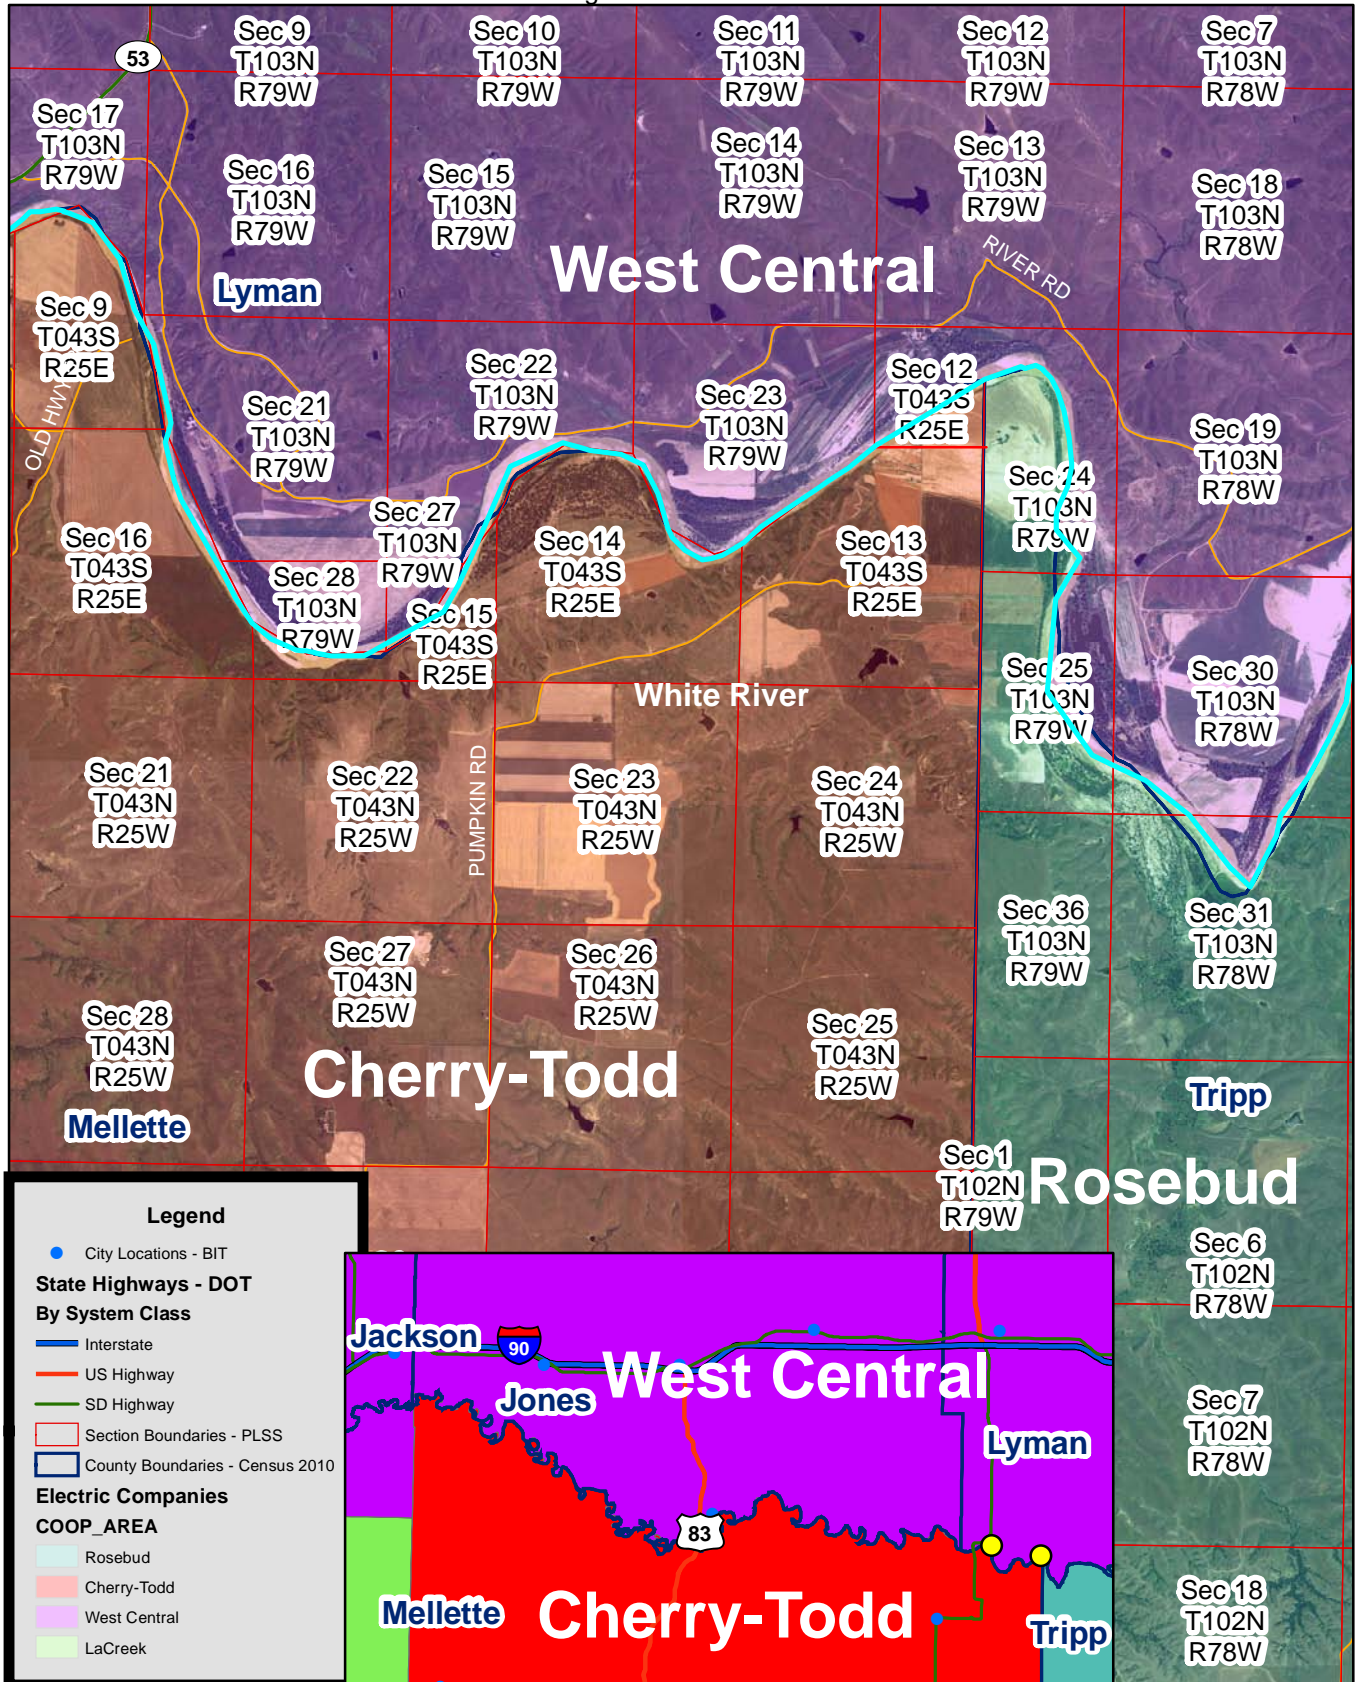 g
53
Sec 9
T103N
R79W
Sec 10
T103N
R79W
Sec 11
T103N
R79W
Sec 12
T103N
R79W
Sec 7
T103N
R78W
Sec 17
T103N
R79W
Sec 16
T103N
R79W
Sec 15
T103N
R79W
Sec 14
T103N
R79W
Sec 13
T103N
R79W
Sec 18
T103N
R78W
West Central
RIVER RD
Lyman
Sec 9
T043S
R25E
OLD HWY
Sec 21
T103N
R79W
Sec 22
T103N
R79W
Sec 23
T103N
R79W
Sec 12
T043S
R25E
Sec 19
T103N
R78W
Sec 24
T103N
R79W
Sec 16
T043S
R25E
Sec 27
T103N
R79W
Sec 28
T103N
R79W
Sec 15
T043S
R25E
Sec 14
T043S
R25E
Sec 13
T043S
R25E
White River
Sec 25
T103N
R79W
Sec 30
T103N
R78W
Sec 21
T043N
R25W
Sec 22
T043N
R25W
PUMPKIN RD
Sec 23
T043N
R25W
Sec 24
T043N
R25W
Sec 36
T103N
R79W
Sec 31
T103N
R78W
Sec 28
T043N
R25W
Sec 27
T043N
R25W
Sec 26
T043N
R25W
Sec 25
T043N
R25W
Cherry-Todd
Mellette
Tripp
Sec 1
T102N
R79W
Rosebud
Sec 6
T102N
R78W
Sec 7
T102N
R78W
Sec 18
T102N
R78W
Legend
City Locations - BIT
State Highways - DOT
By System Class
Interstate
US Highway
SD Highway
Section Boundaries - PLSS
County Boundaries - Census 2010
Electric Companies
COOP_AREA
Rosebud
Cherry-Todd
West Central
LaCreek
Jackson
90
West Central
Jones
Lyman
83
Mellette
Cherry-Todd
Tripp